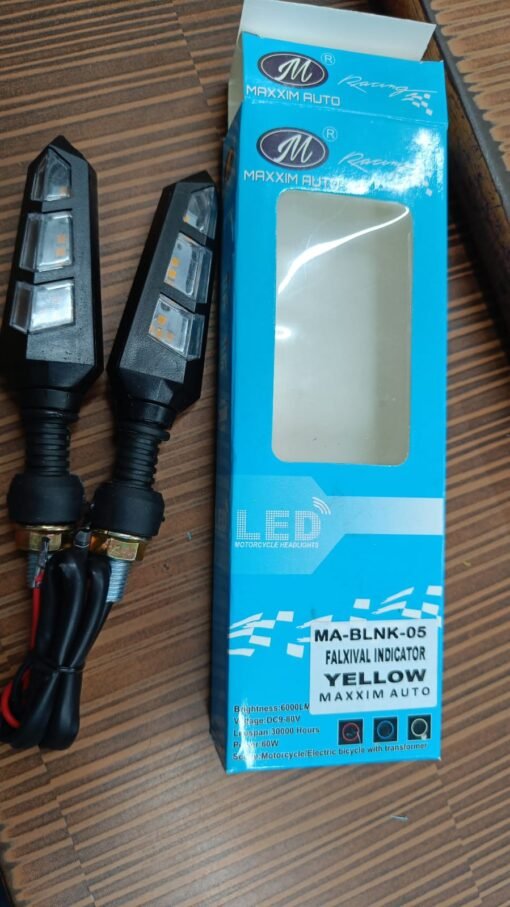 M ®
Racing
MAXXIM AUTO
M ®
Racing
MAXXIM AUTO
LED
MOTORCYCLE HEADLIGHTS
MA-BLNK-05
FALXIVAL INDICATOR
YELLOW
MAXXIM AUTO
Brightness:6000LM
Voltage:DC9-80V
30000 Hours
Power:60W
Motorcycle/Electric bicycle with transformer